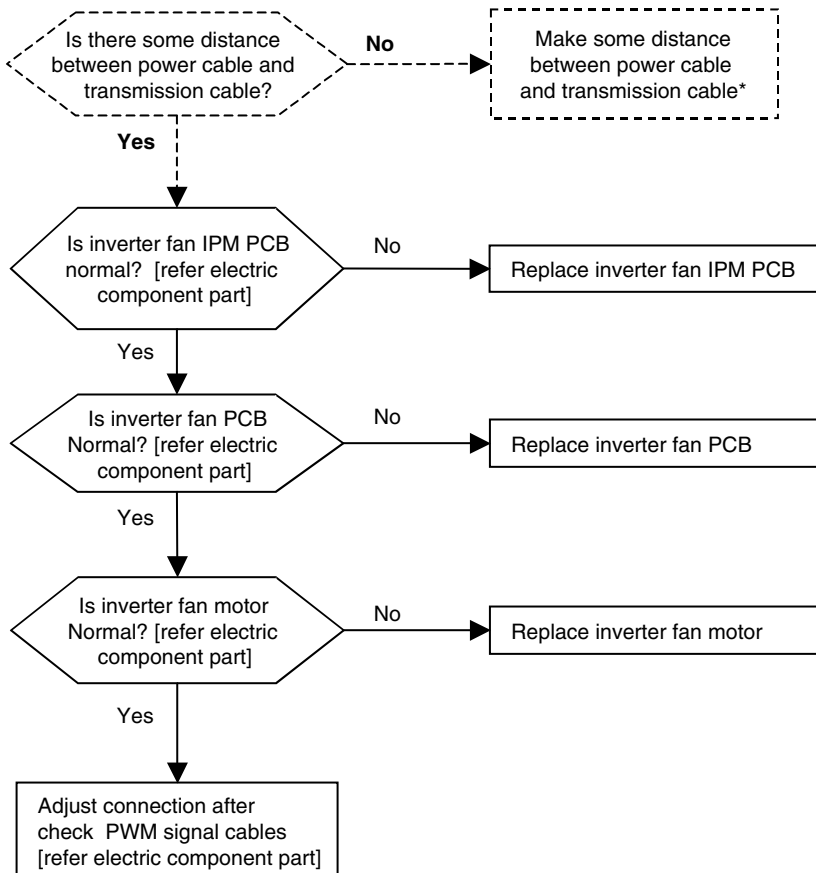 Is there some distance
between power cable and
transmission cable?
No
Make some distance
between power cable
and transmission cable*
Yes
Is inverter fan IPM PCB
normal? [refer electric
component part]
No
Replace inverter fan IPM PCB
Yes
Is inverter fan PCB
Normal? [refer electric
component part]
No
Replace inverter fan PCB
Yes
Is inverter fan motor
Normal? [refer electric
component part]
No
Replace inverter fan motor
Yes
Adjust connection after
check PWM signal cables
[refer electric component part]